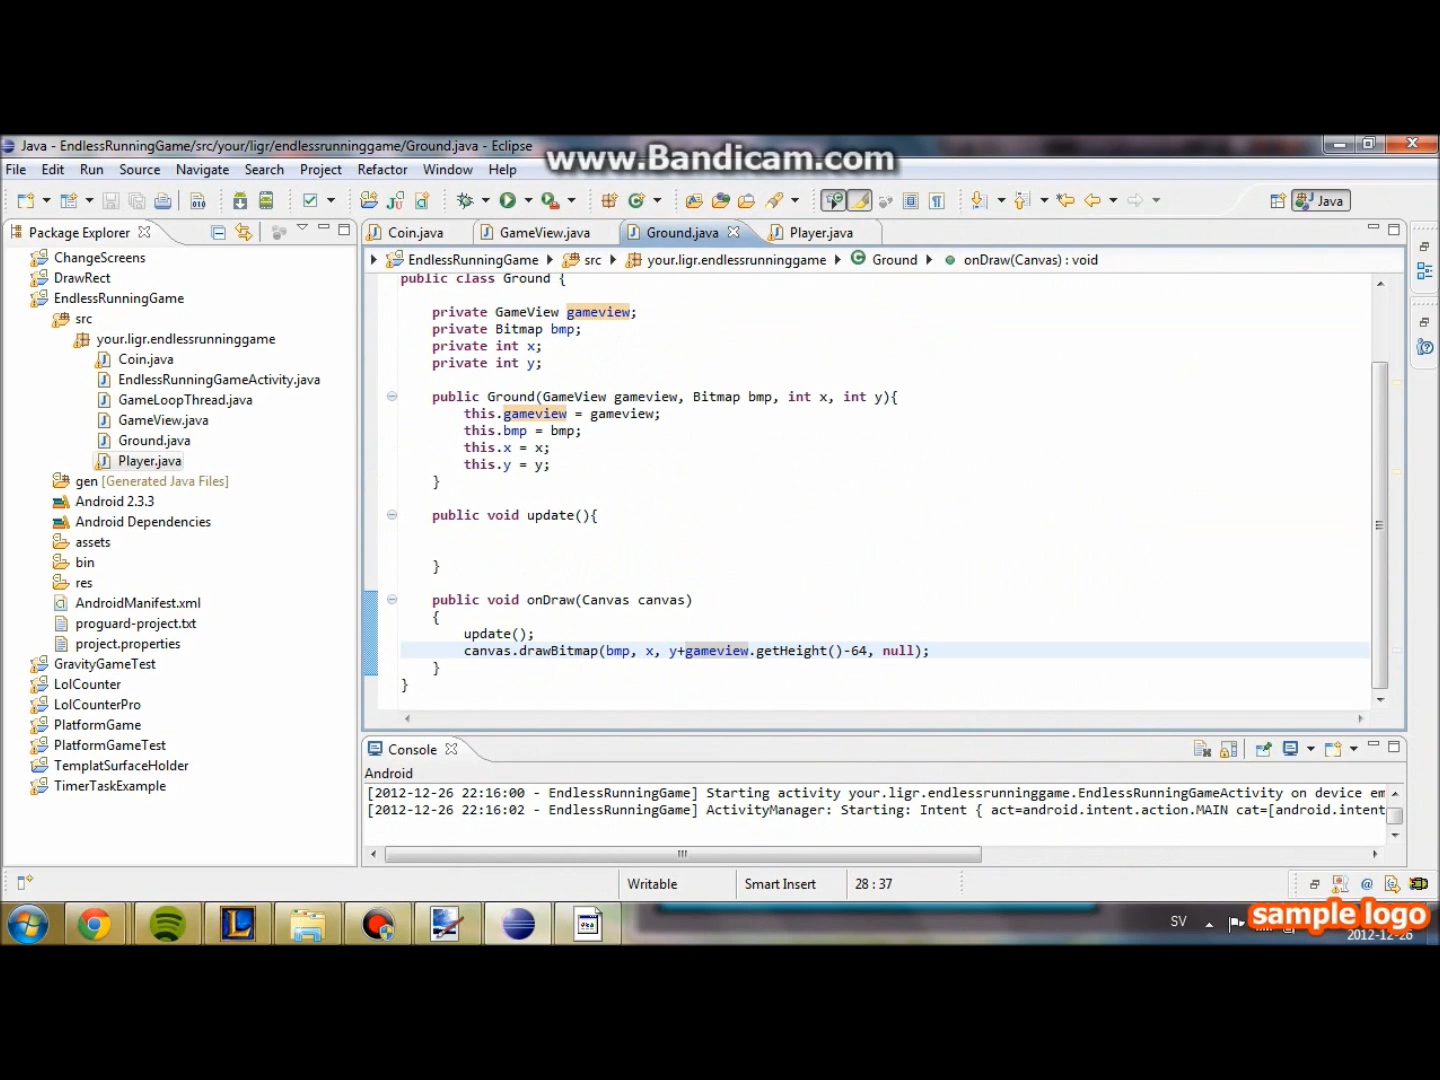 Java - EndlessRunningGame/src/your/ligr/endlessrunninggame/Ground.java - Eclipse
www.Bandicam.com
File Edit Run Source Navigate Search Project Refactor Window Help
Java
Package Explorer
Coin.java GameView.java Ground.java Player.java
EndlessRunningGame src your.ligr.endlessrunninggame Ground onDraw(Canvas) : void
ChangeScreens
DrawRect
EndlessRunningGame
src
your.ligr.endlessrunninggame
Coin.java
EndlessRunningGameActivity.java
GameLoopThread.java
GameView.java
Ground.java
Player.java
gen [Generated Java Files]
Android 2.3.3
Android Dependencies
assets
bin
res
AndroidManifest.xml
proguard-project.txt
project.properties
GravityGameTest
LolCounter
LolCounterPro
PlatformGame
PlatformGameTest
TemplatSurfaceHolder
TimerTaskExample
public class Ground {
private GameView gameview;
private Bitmap bmp;
private int x;
private int y;
public Ground(GameView gameview, Bitmap bmp, int x, int y){
this.gameview = gameview;
this.bmp = bmp;
this.x = x;
this.y = y;
}
public void update(){
}
public void onDraw(Canvas canvas)
{
update();
canvas.drawBitmap(bmp, x, y+gameview.getHeight()-64, null);
}
}
Console
Android
[2012-12-26 22:16:00 - EndlessRunningGame] Starting activity your.ligr.endlessrunninggame.EndlessRunningGameActivity on device em
[2012-12-26 22:16:02 - EndlessRunningGame] ActivityManager: Starting: Intent { act=android.intent.action.MAIN cat=[android.intent
Writable Smart Insert 28 : 37
SV
sample logo
2012-12-26